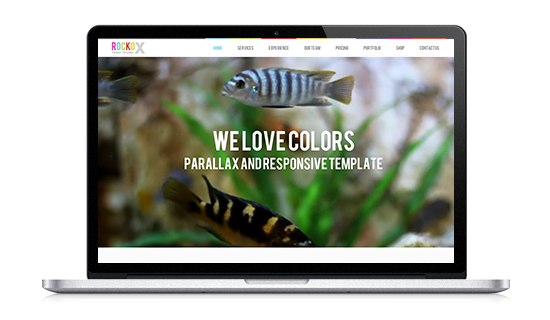 ROCKOX
HOME SERVICES EXPERIENCE OUR TEAM PRICING PORTFOLIO SHOP CONTACT US
WE LOVE COLORS
PARALLAX AND RESPONSIVE TEMPLATE